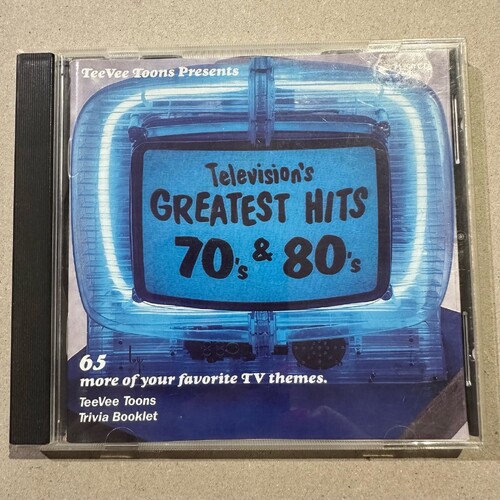 TeeVee Toons Presents
Television's
GREATEST HITS
70's & 80's
65
more of your favorite TV themes.
TeeVee Toons
Trivia Booklet